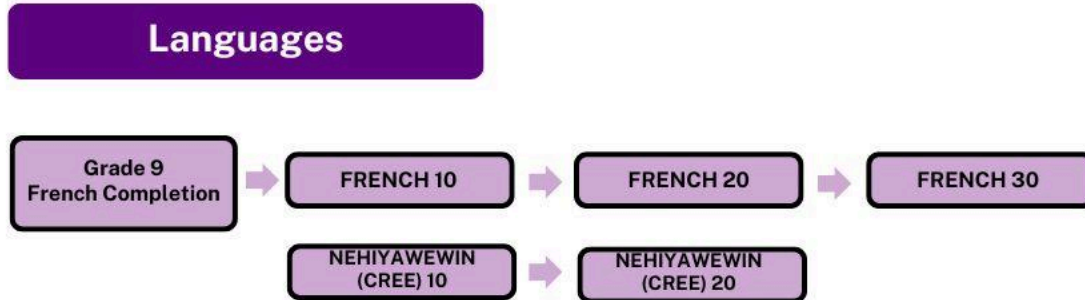 Languages
Grade 9
French Completion
FRENCH 10
FRENCH 20
FRENCH 30
NEHIYAWEWIN
(CREE) 10
NEHIYAWEWIN
(CREE) 20